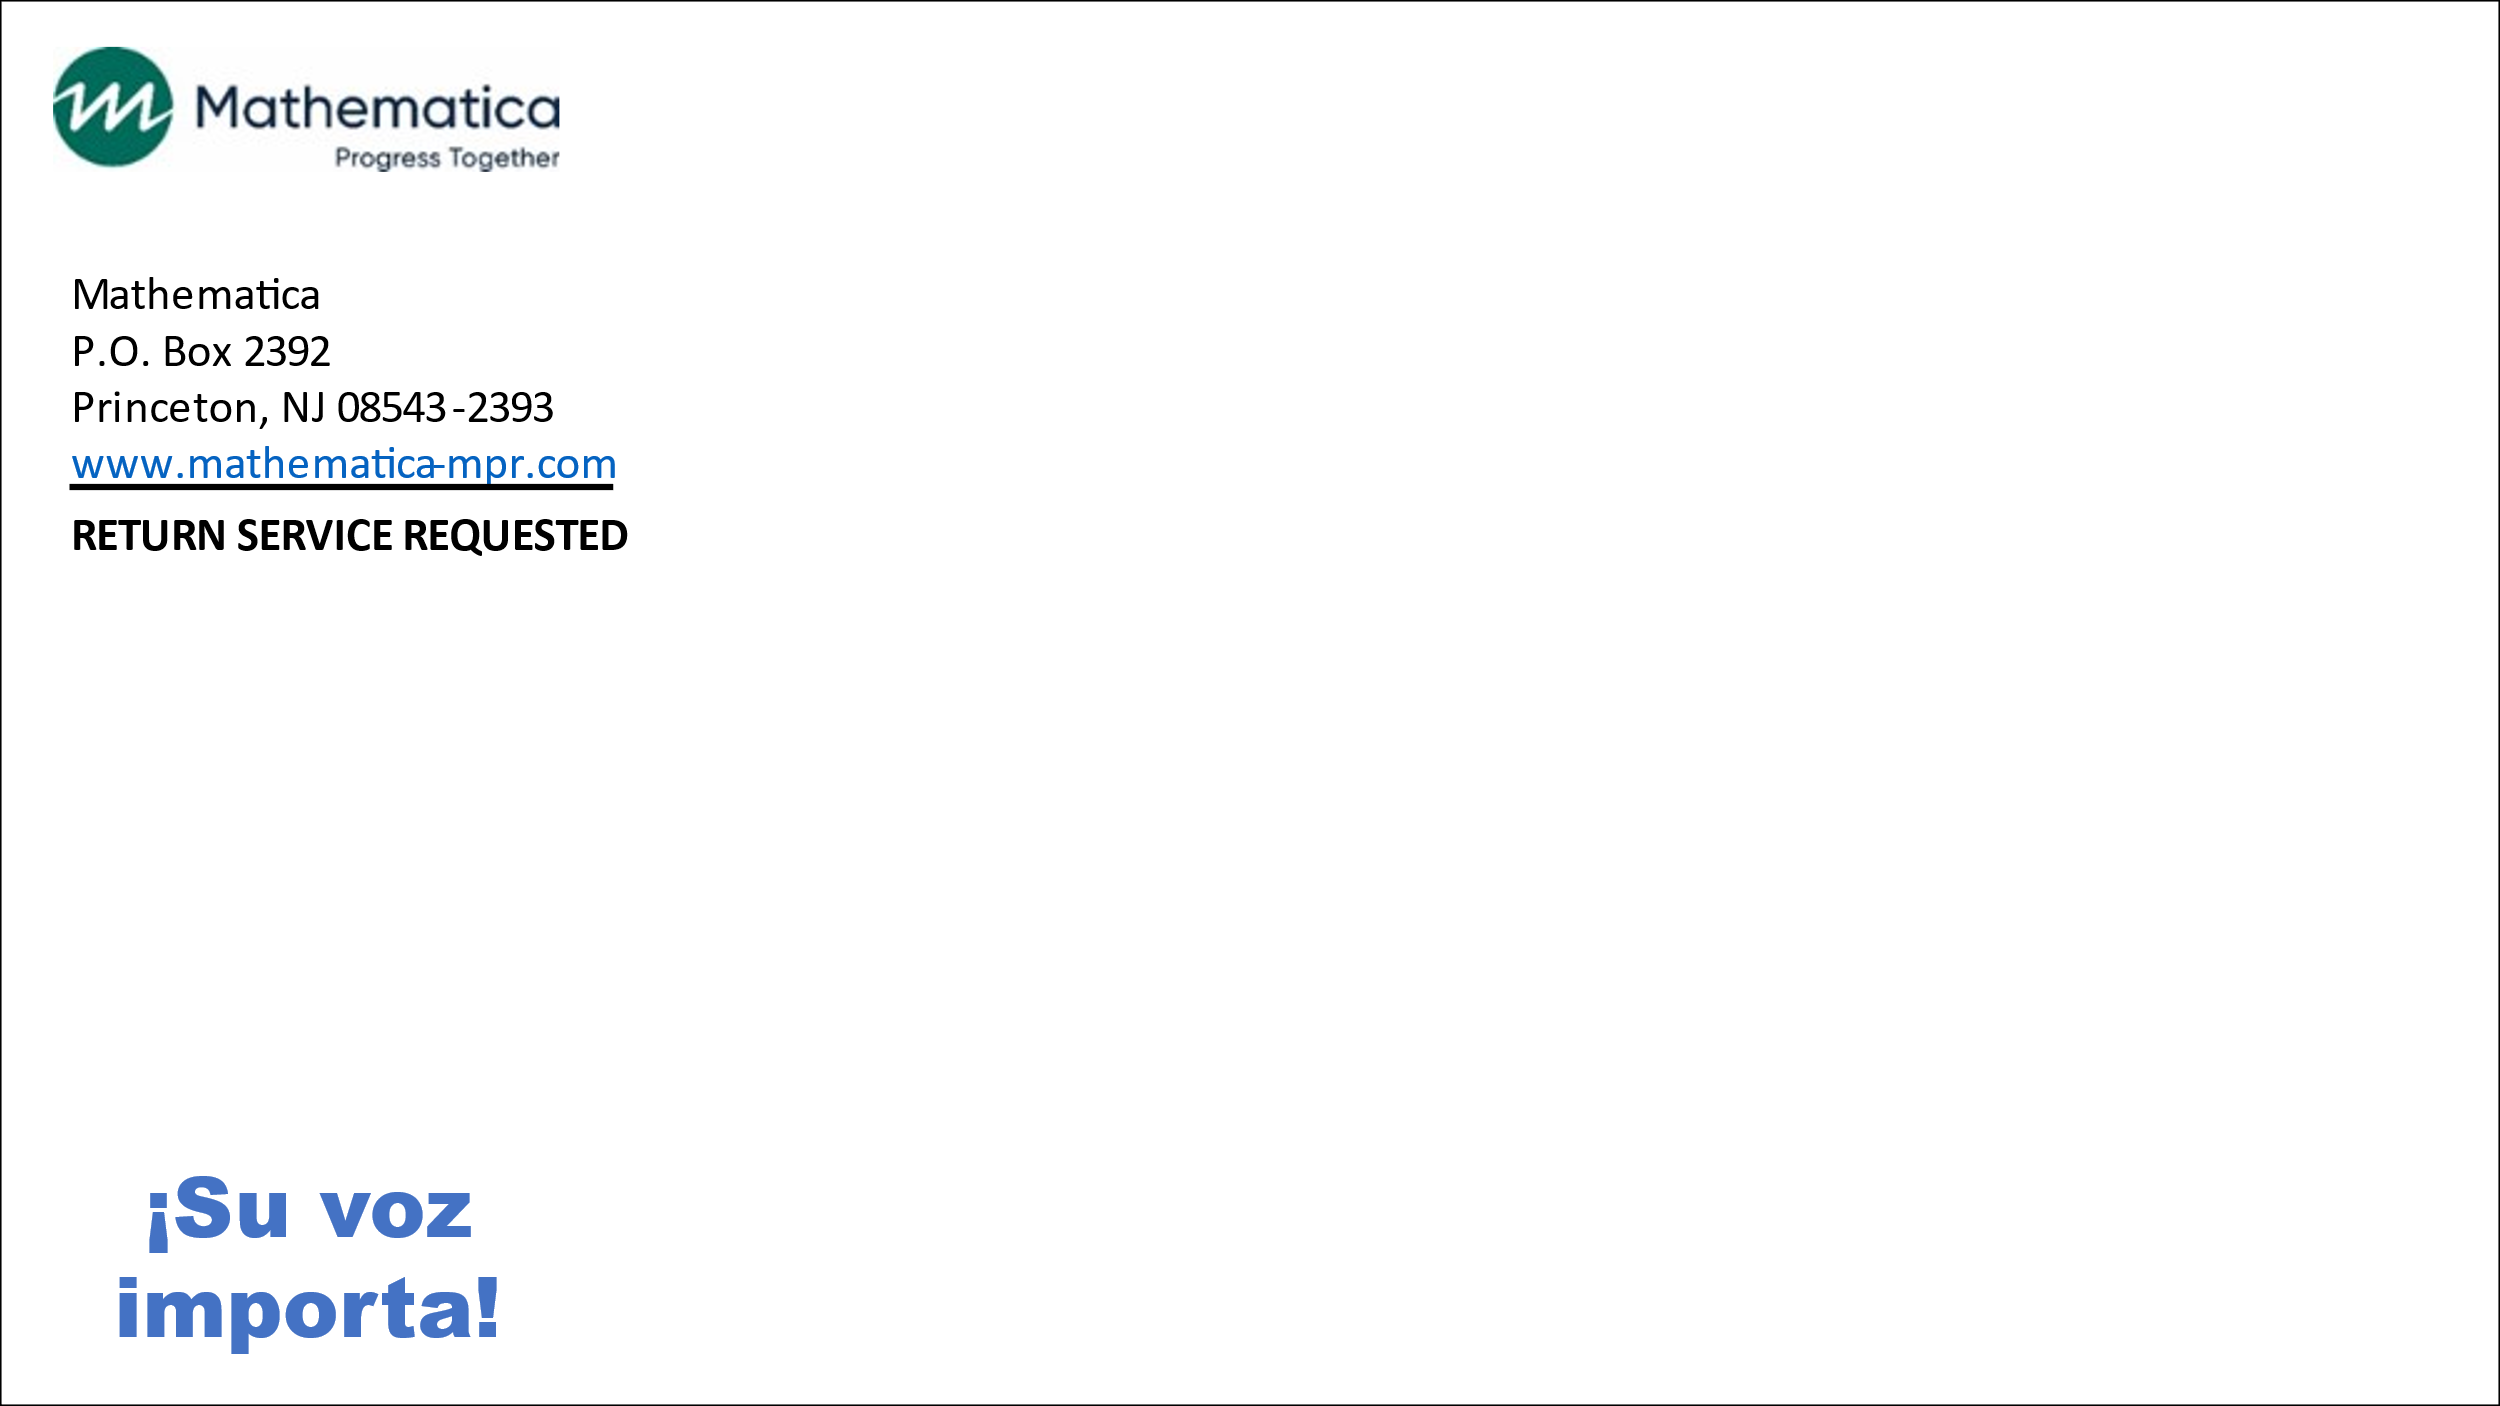 Mathematica
Progress Together
Mathematica
P.O. Box 2392
Princeton, NJ 08543-2393
www.mathematica-mpr.com
RETURN SERVICE REQUESTED
¡Su voz
importa!